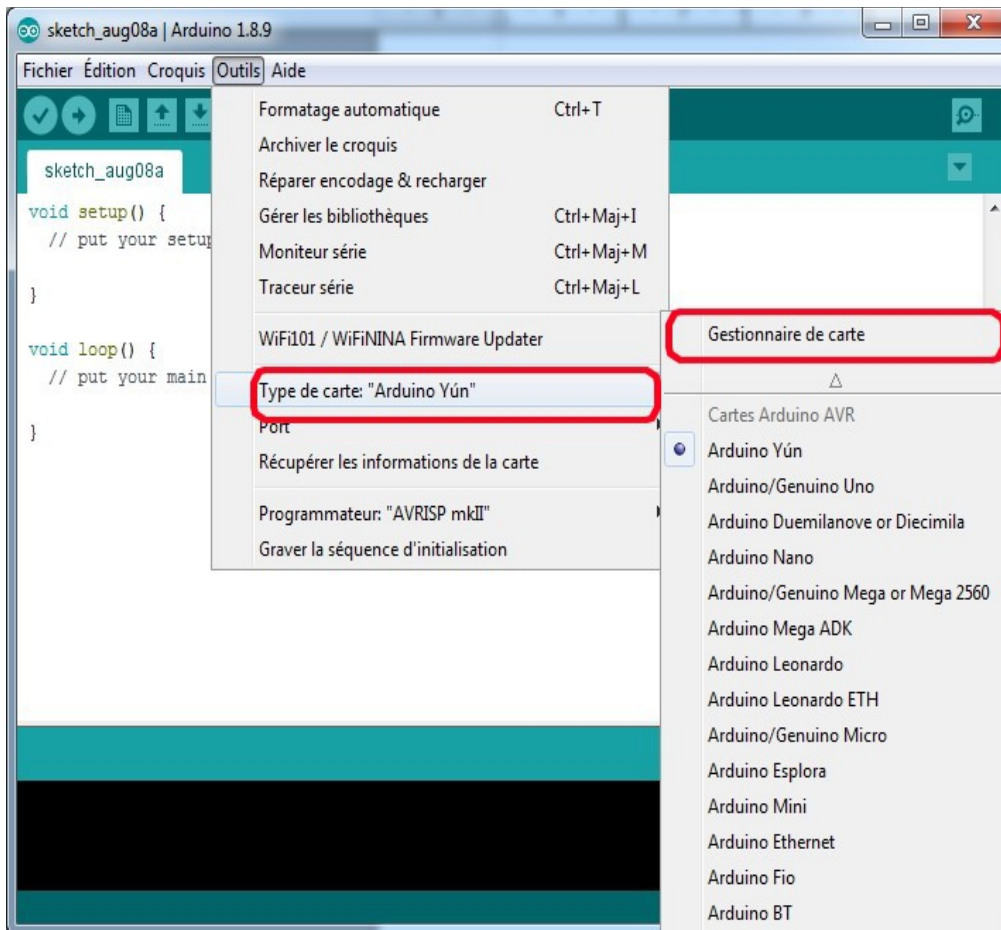 sketch_aug08a | Arduino 1.8.9
Fichier Édition Croquis Outils Aide
sketch_aug08a
void setup() {
// put your setup
}
void loop() {
// put your main
}
Formatage automatique Ctrl+T
Archiver le croquis
Réparer encodage & recharger
Gérer les bibliothèques Ctrl+Maj+I
Moniteur série Ctrl+Maj+M
Traceur série Ctrl+Maj+L
WiFi101 / WiFiNINA Firmware Updater
Type de carte: "Arduino Yún"
Port
Récupérer les informations de la carte
Programmateur: "AVRISP mkII"
Graver la séquence d'initialisation
Gestionnaire de carte
Cartes Arduino AVR
Arduino Yún
Arduino/Genuino Uno
Arduino Duemilanove or Diecimila
Arduino Nano
Arduino/Genuino Mega or Mega 2560
Arduino Mega ADK
Arduino Leonardo
Arduino Leonardo ETH
Arduino/Genuino Micro
Arduino Esplora
Arduino Mini
Arduino Ethernet
Arduino Fio
Arduino BT